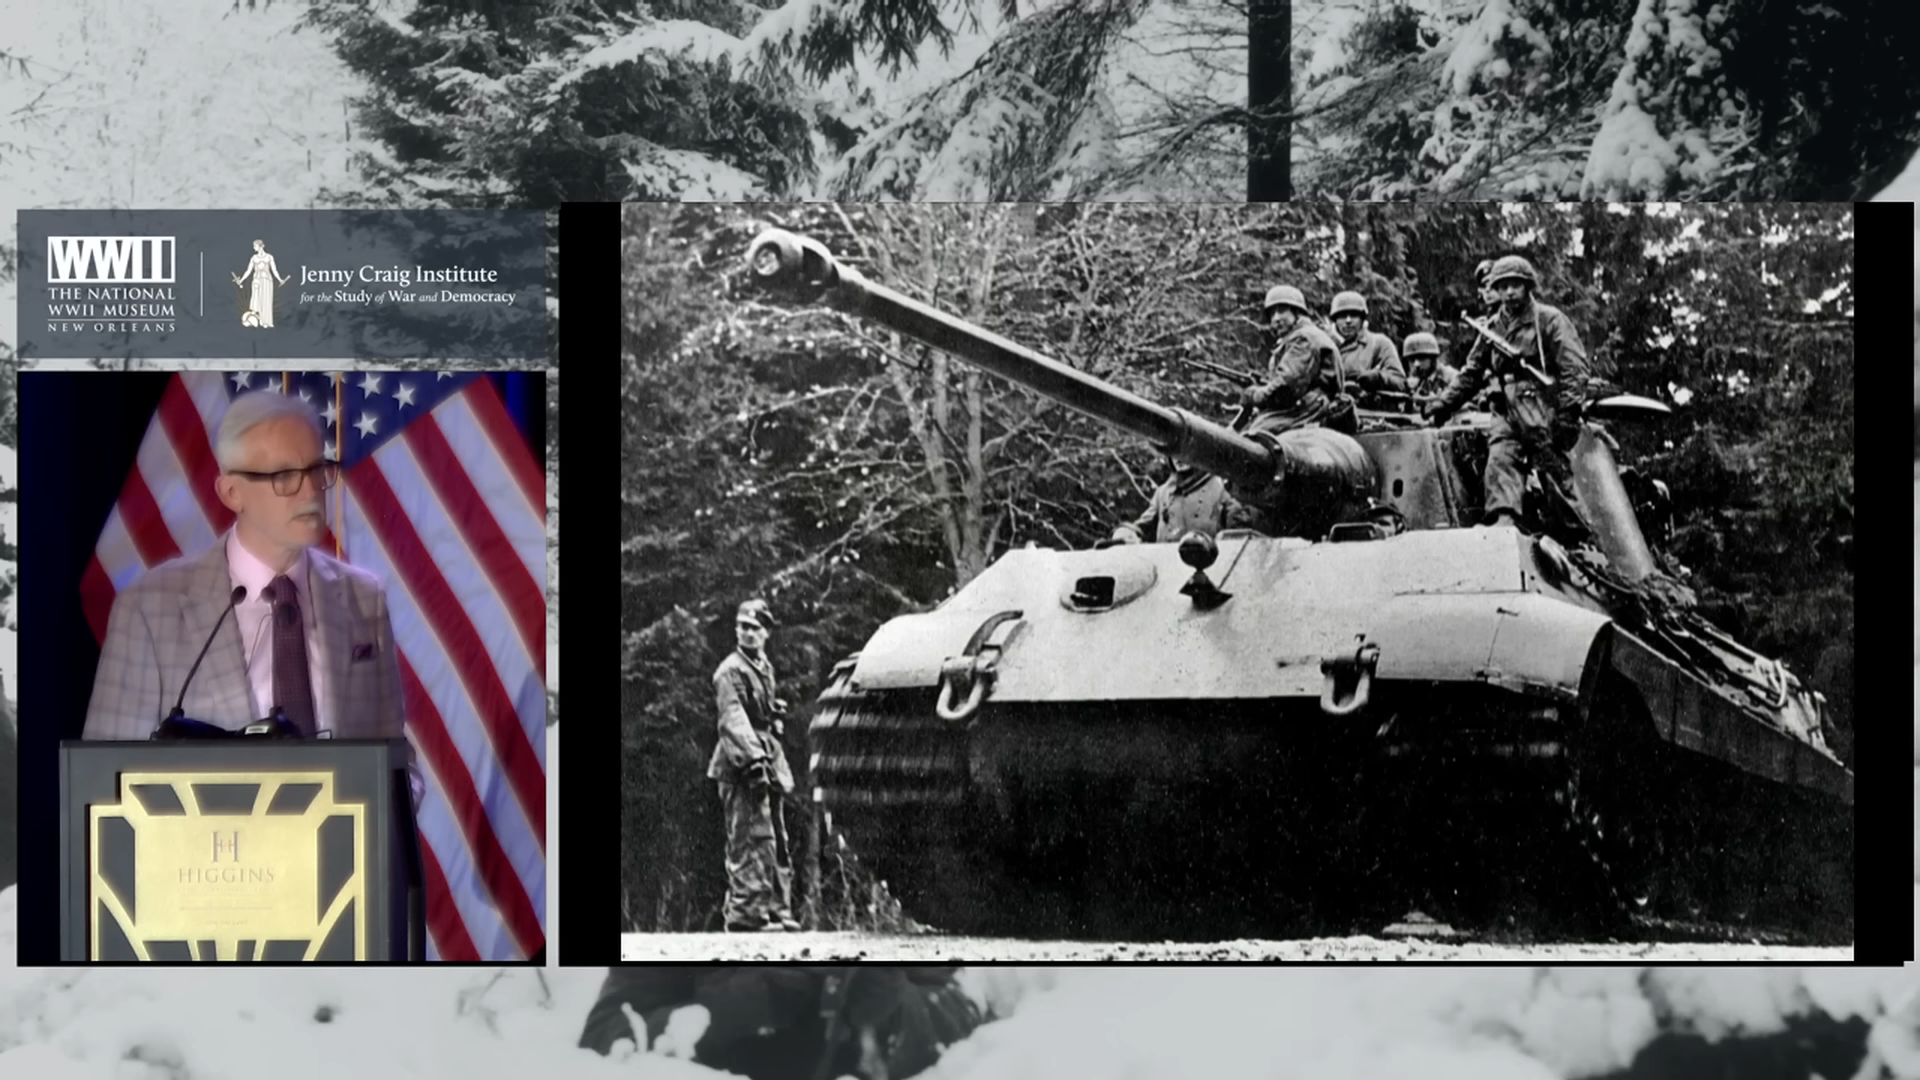 WWII
THE NATIONAL
WWII MUSEUM
NEW ORLEANS
Jenny Craig Institute
for the Study of War and Democracy
H
HIGGINS